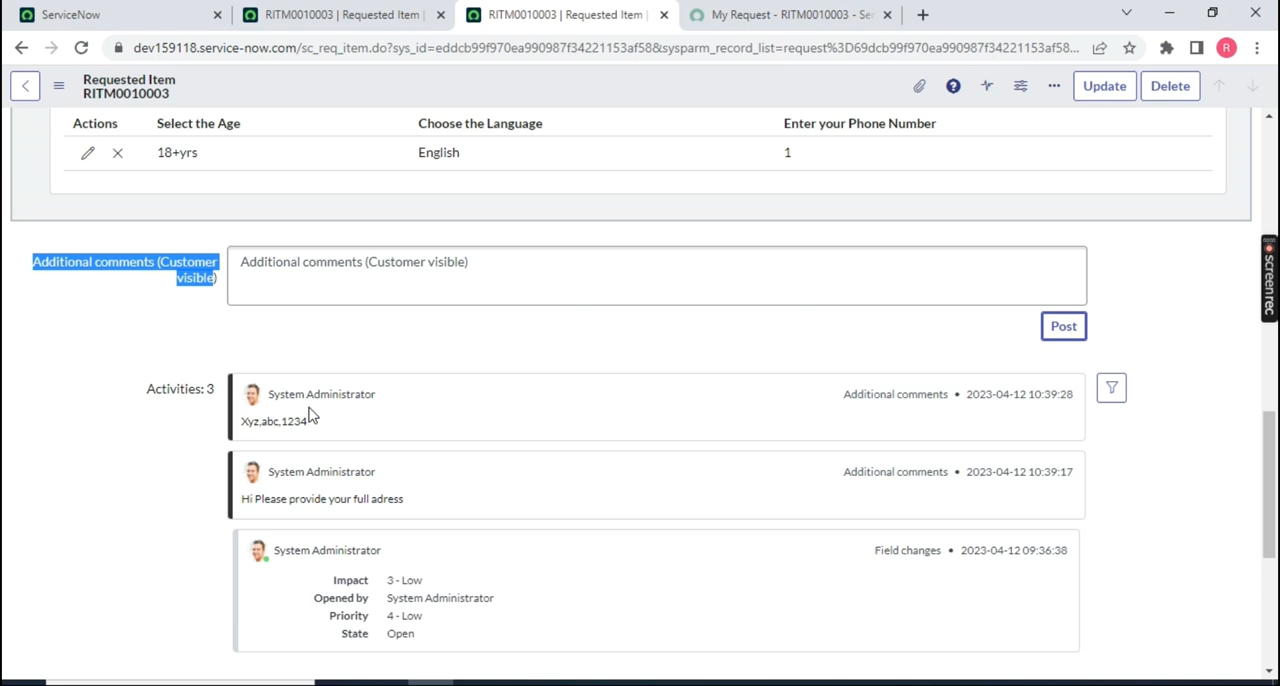 ServiceNow
RITM0010003 | Requested Item |
RITM0010003 | Requested Item |
My Request - RITM0010003 - Se
dev159118.service-now.com/sc_req_item.do?sys_id=eddcb99f970ea990987f34221153af58&sysparm_record_list=request%3D69dcb99f970ea990987f34221153af58...
R
Requested Item
RITM0010003
Update
Delete
Actions Select the Age Choose the Language Enter your Phone Number
18+yrs English 1
Additional comments (Customer
visible)
Additional comments (Customer visible)
Post
Activities: 3
System Administrator Additional comments • 2023-04-12 10:39:28
Xyz,abc,1234
System Administrator Additional comments • 2023-04-12 10:39:17
Hi Please provide your full adress
System Administrator Field changes • 2023-04-12 09:36:38
Impact 3 - Low
Opened by System Administrator
Priority 4 - Low
State Open
screenrec